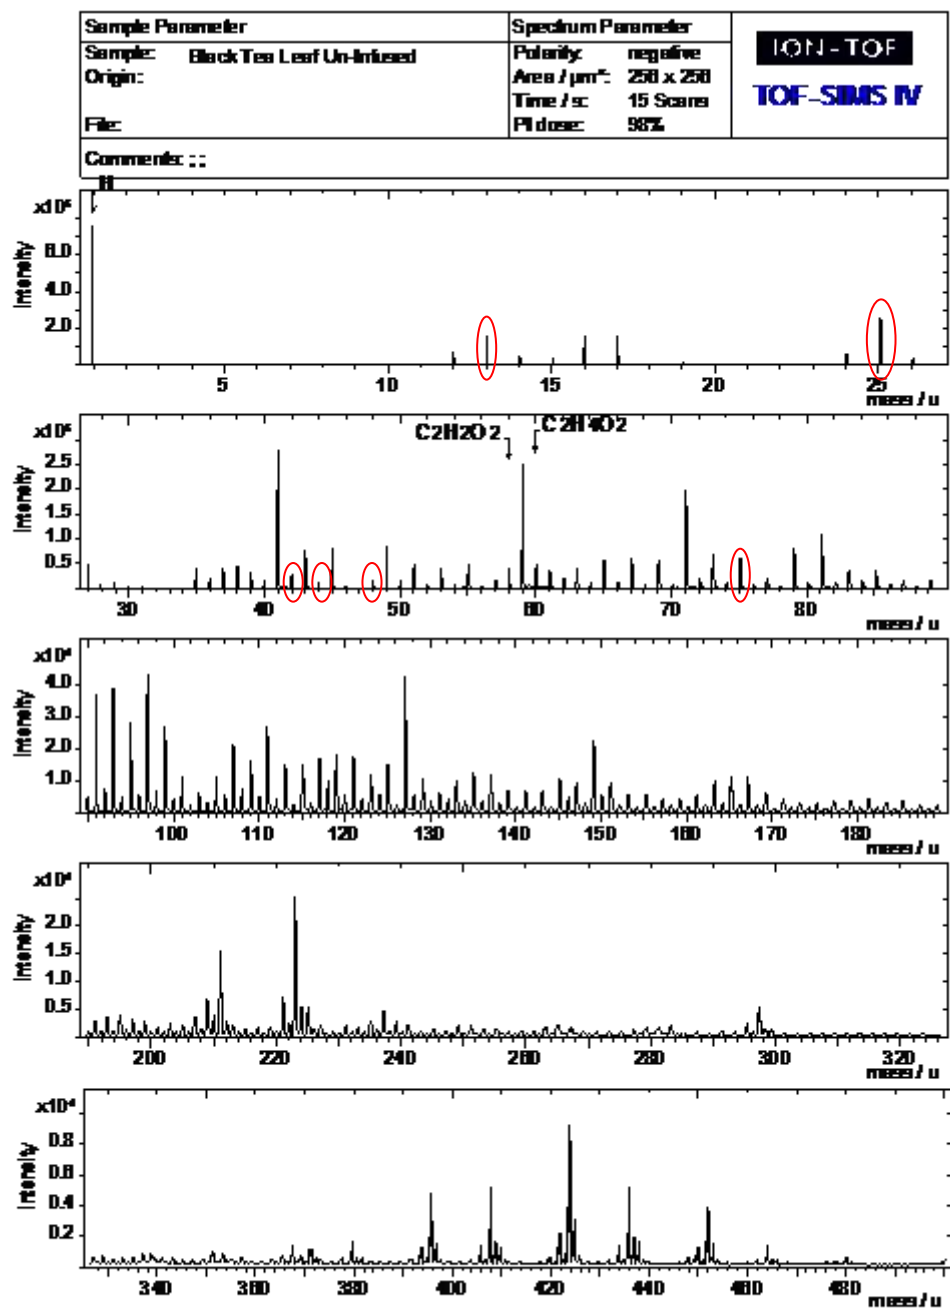 Sample Parameter Spectrum Parameter
Sample: Black Tea Leaf Un-Infused Polarity: negative
Origin: Area / µm²: 256 x 256
Time / s: 15 Scans
File: PI dose: 98%
ION-TOF
TOF-SIMS IV
Comments: : :
H
x10⁶
6.0
4.0
2.0
Intensity
5 10 15 20 25
mass / u
C2H2O2 C2H4O2
x10⁵
2.5
2.0
1.5
1.0
0.5
Intensity
30 40 50 60 70 80
mass / u
x10⁴
4.0
3.0
2.0
1.0
Intensity
100 110 120 130 140 150 160 170 180
mass / u
x10⁴
2.0
1.5
1.0
0.5
Intensity
200 220 240 260 280 300 320
mass / u
x10⁴
0.8
0.6
0.4
0.2
Intensity
340 360 380 400 420 440 460 480
mass / u